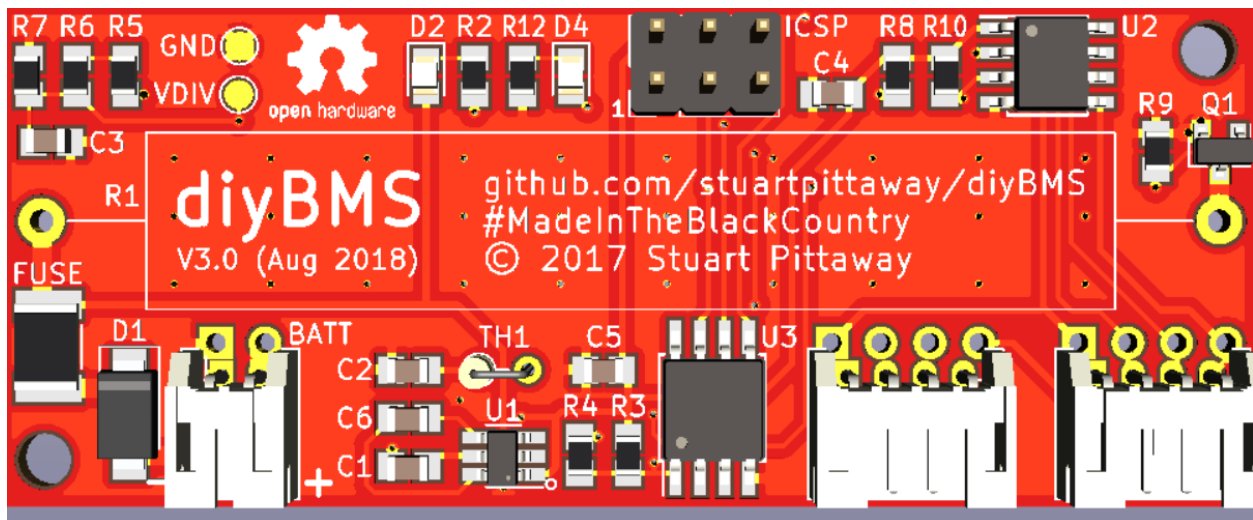 R7 R6 R5 GND D2 R2 R12 D4 ICSP R8 R10 U2
VDIV
C4
open hardware
1
R9 Q1
C3
R1
diyBMS
V3.0 (Aug 2018)
github.com/stuartpittaway/diyBMS
#MadeInTheBlackCountry
© 2017 Stuart Pittaway
FUSE
D1 BATT TH1 C5 U3
C2
C6 U1 R4 R3
C1
+